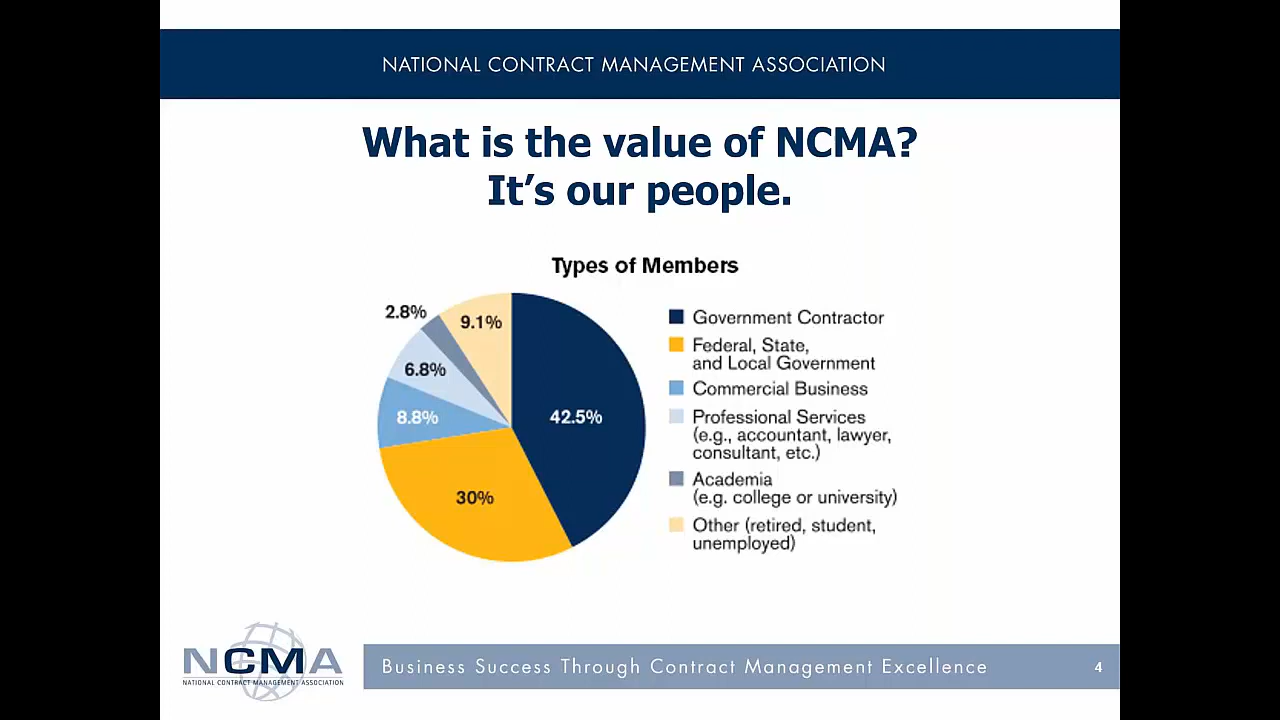 NATIONAL CONTRACT MANAGEMENT ASSOCIATION
What is the value of NCMA?
It’s our people.
Types of Members
2.8%
9.1%
6.8%
8.8%
42.5%
30%
Government Contractor
Federal, State,
and Local Government
Commercial Business
Professional Services
(e.g., accountant, lawyer,
consultant, etc.)
Academia
(e.g. college or university)
Other (retired, student,
unemployed)
NCMA
NATIONAL CONTRACT MANAGEMENT ASSOCIATION
Business Success Through Contract Management Excellence
4